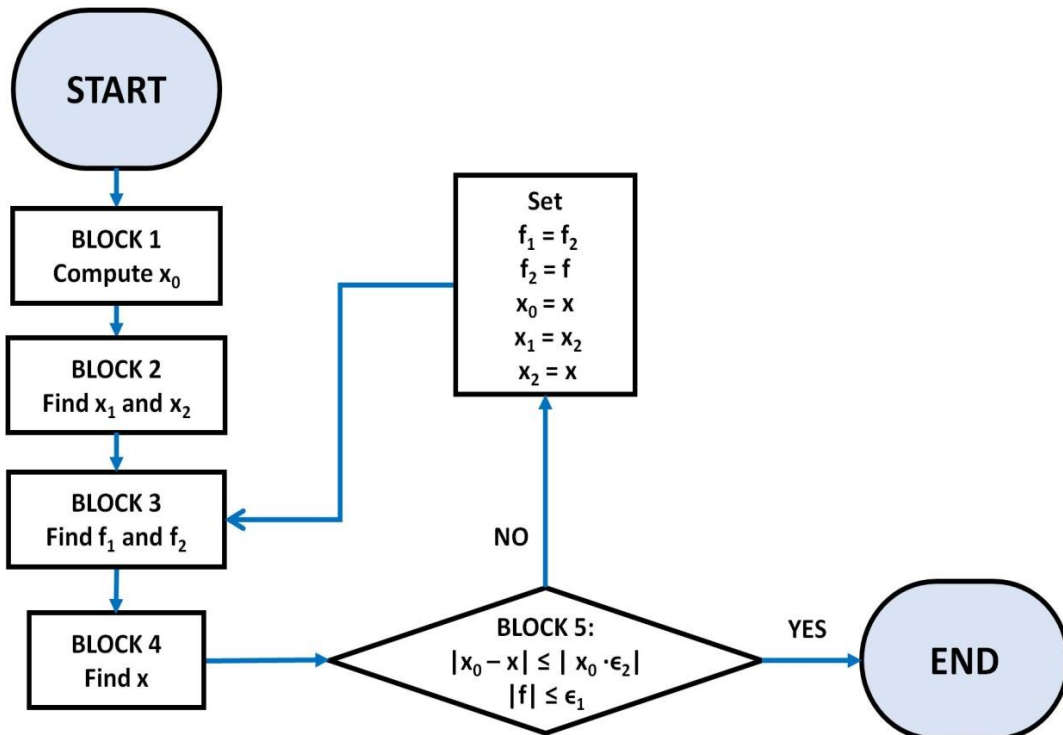 START
BLOCK 1
Compute x₀
BLOCK 2
Find x₁ and x₂
BLOCK 3
Find f₁ and f₂
BLOCK 4
Find x
BLOCK 5:
|x₀ – x| ≤ | x₀ ·ϵ₂|
|f| ≤ ϵ₁
NO
Set
f₁ = f₂
f₂ = f
x₀ = x
x₁ = x₂
x₂ = x
YES
END